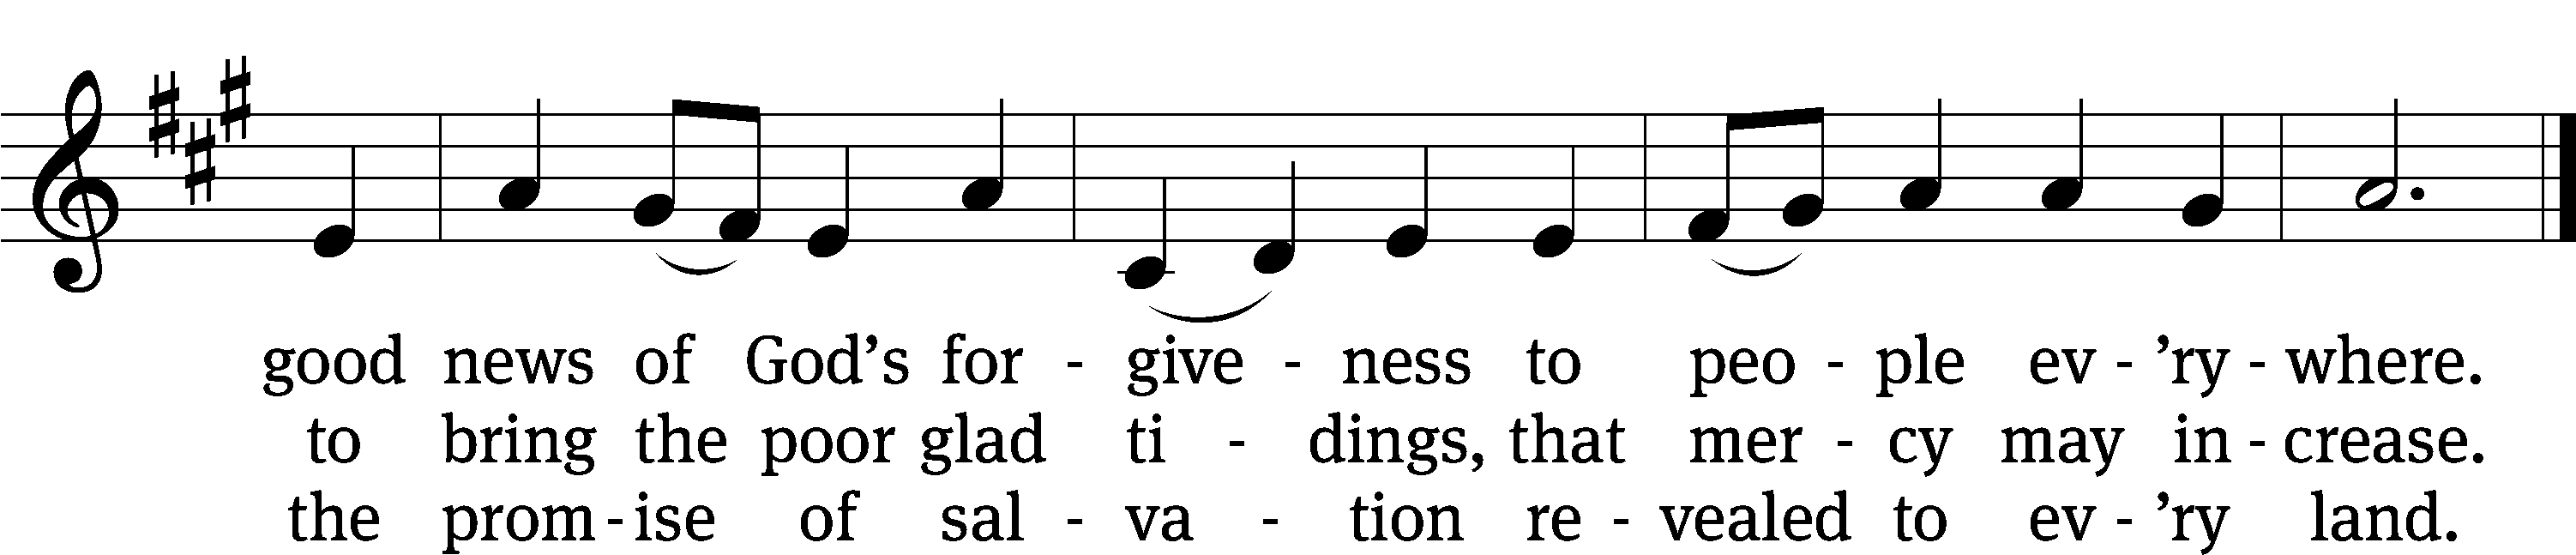 good news of God’s for - give - ness to peo - ple ev - ’ry - where.
to bring the poor glad ti - dings, that mer - cy may in - crease.
the prom - ise of sal - va - tion re - vealed to ev - ’ry land.